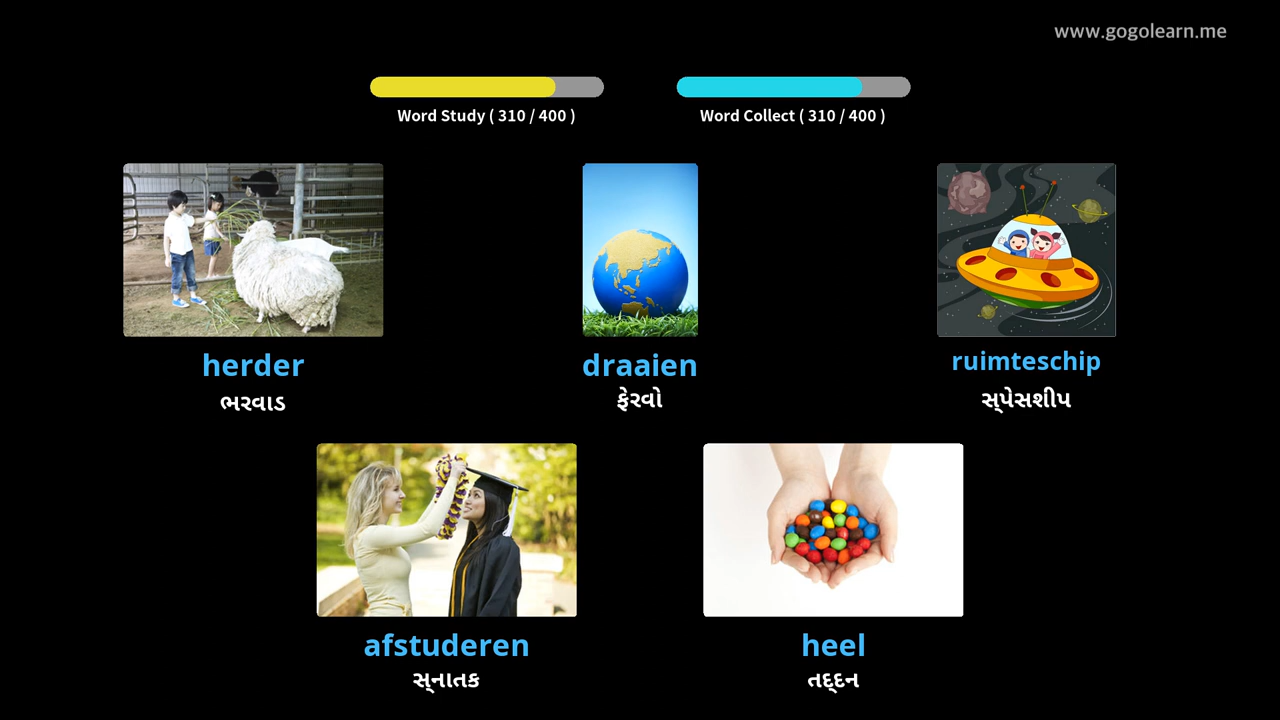 www.gogolearn.me
Word Study ( 310 / 400 )
Word Collect ( 310 / 400 )
herder
ભરવાડ
draaien
ફેરવો
ruimteschip
સ્પેસશીપ
afstuderen
સ્નાતક
heel
તદ્દન